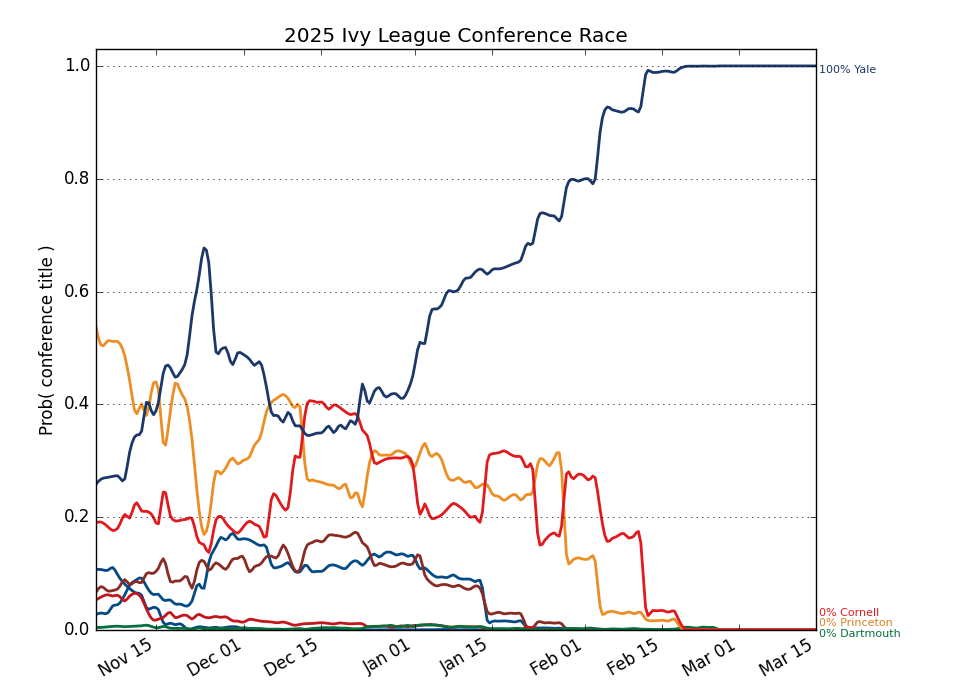 2025 Ivy League Conference Race
Prob( conference title )
1.0
0.8
0.6
0.4
0.2
0.0
Nov 15
Dec 01
Dec 15
Jan 01
Jan 15
Feb 01
Feb 15
Mar 01
Mar 15
100% Yale
0% Cornell
0% Princeton
0% Dartmouth